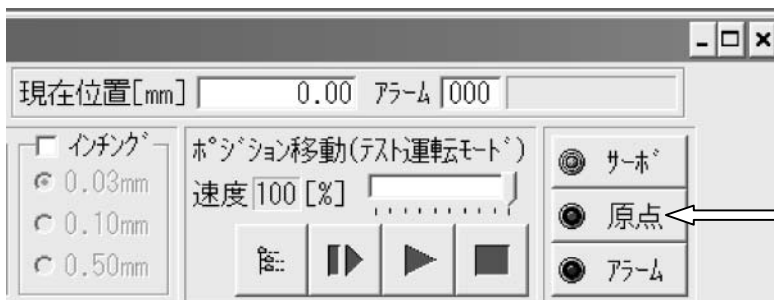 現在位置[mm] 0.00 ｱﾗｰﾑ 000
ｲﾝﾁﾝｸﾞ
0.03mm
0.10mm
0.50mm
ﾎﾟｼﾞｼｮﾝ移動(ﾃｽﾄ運転ﾓｰﾄﾞ)
速度 100 [%]
ｻｰﾎﾞ
原点
ｱﾗｰﾑ